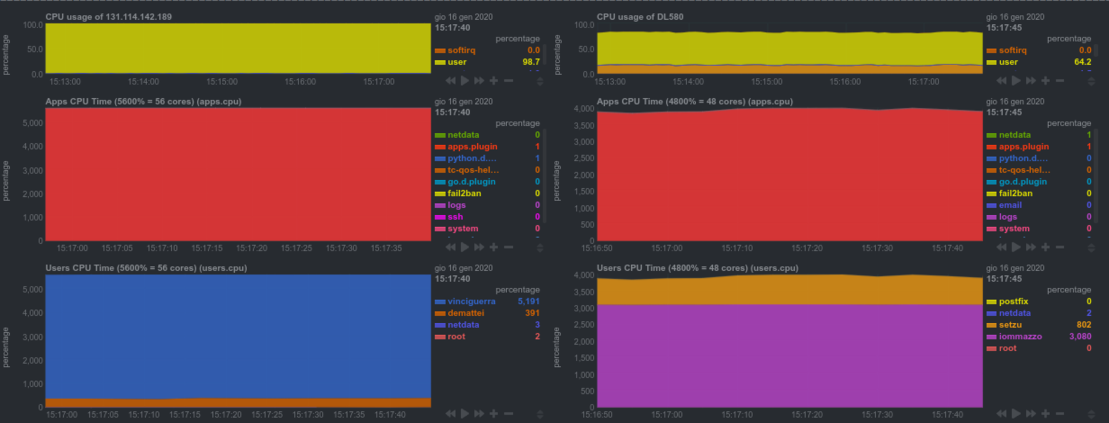 CPU usage of 131.114.142.189
gio 16 gen 2020
15:17:40
percentage
percentage
100.0
50.0
0.0
15:13:00 15:14:00 15:15:00 15:16:00 15:17:00
softirq 0.0
user 98.7
CPU usage of DL580
gio 16 gen 2020
15:17:45
percentage
percentage
100.0
50.0
0.0
15:13:00 15:14:00 15:15:00 15:16:00 15:17:00
softirq 0.0
user 64.2
Apps CPU Time (5600% = 56 cores) (apps.cpu)
gio 16 gen 2020
15:17:40
percentage
percentage
5,000
4,000
3,000
2,000
1,000
0
15:17:00 15:17:05 15:17:10 15:17:15 15:17:20 15:17:25 15:17:30 15:17:35
netdata 0
apps.plugin 1
python.d.... 1
tc-qos-hel... 0
go.d.plugin 0
fail2ban 0
logs 0
ssh 0
system 0
Apps CPU Time (4800% = 48 cores) (apps.cpu)
gio 16 gen 2020
15:17:45
percentage
percentage
4,000
3,500
3,000
2,500
2,000
1,500
1,000
500
0
15:16:50 15:17:00 15:17:10 15:17:20 15:17:30 15:17:40
netdata 1
apps.plugin 1
python.d.... 0
tc-qos-hel... 0
go.d.plugin 0
fail2ban 0
email 0
logs 0
system 0
Users CPU Time (5600% = 56 cores) (users.cpu)
gio 16 gen 2020
15:17:40
percentage
percentage
5,000
4,000
3,000
2,000
1,000
0
15:17:00 15:17:05 15:17:10 15:17:15 15:17:20 15:17:25 15:17:30 15:17:35 15:17:40
vinciguerra 5,191
demattei 391
netdata 3
root 2
Users CPU Time (4800% = 48 cores) (users.cpu)
gio 16 gen 2020
15:17:45
percentage
percentage
4,000
3,500
3,000
2,500
2,000
1,500
1,000
500
0
15:16:50 15:17:00 15:17:10 15:17:20 15:17:30 15:17:40
postfix 0
netdata 2
setzu 802
iommazzo 3,080
root 0